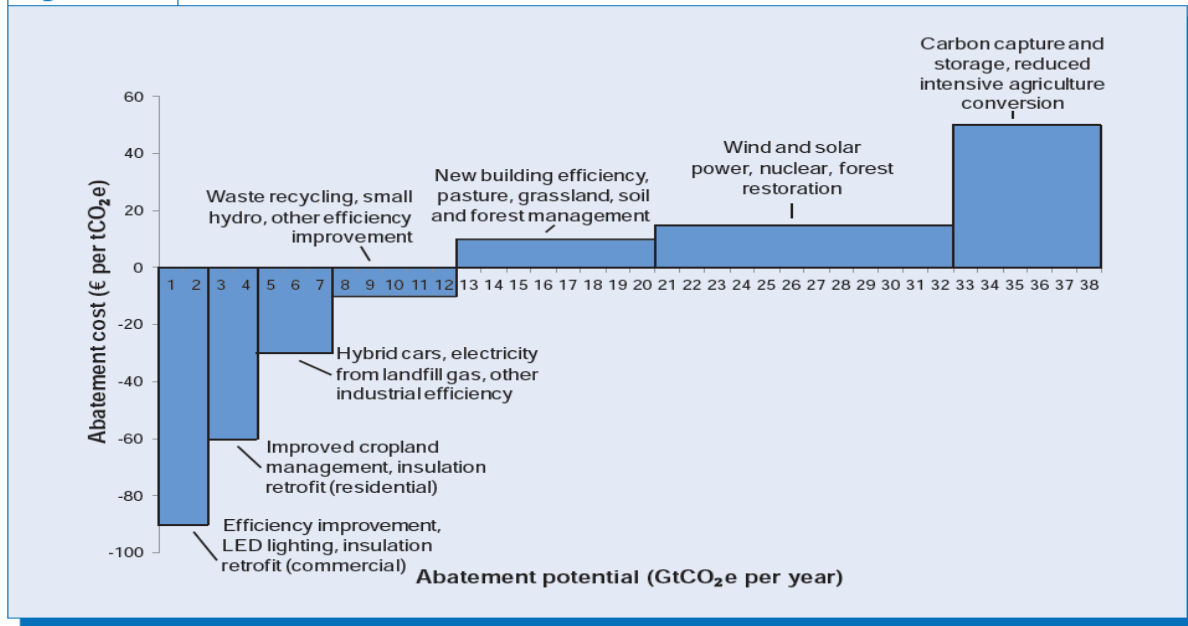 Carbon capture and
storage, reduced
intensive agriculture
conversion
Wind and solar
power, nuclear, forest
restoration
New building efficiency,
pasture, grassland, soil
and forest management
Waste recycling, small
hydro, other efficiency
improvement
60
40
20
0
-20
-40
-60
-80
-100
Abatement cost (€ per tCO₂e)
1 2 3 4 5 6 7 8 9 10 11 12 13 14 15 16 17 18 19 20 21 22 23 24 25 26 27 28 29 30 31 32 33 34 35 36 37 38
Hybrid cars, electricity
from landfill gas, other
industrial efficiency
Improved cropland
management, insulation
retrofit (residential)
Efficiency improvement,
LED lighting, insulation
retrofit (commercial)
Abatement potential (GtCO₂e per year)